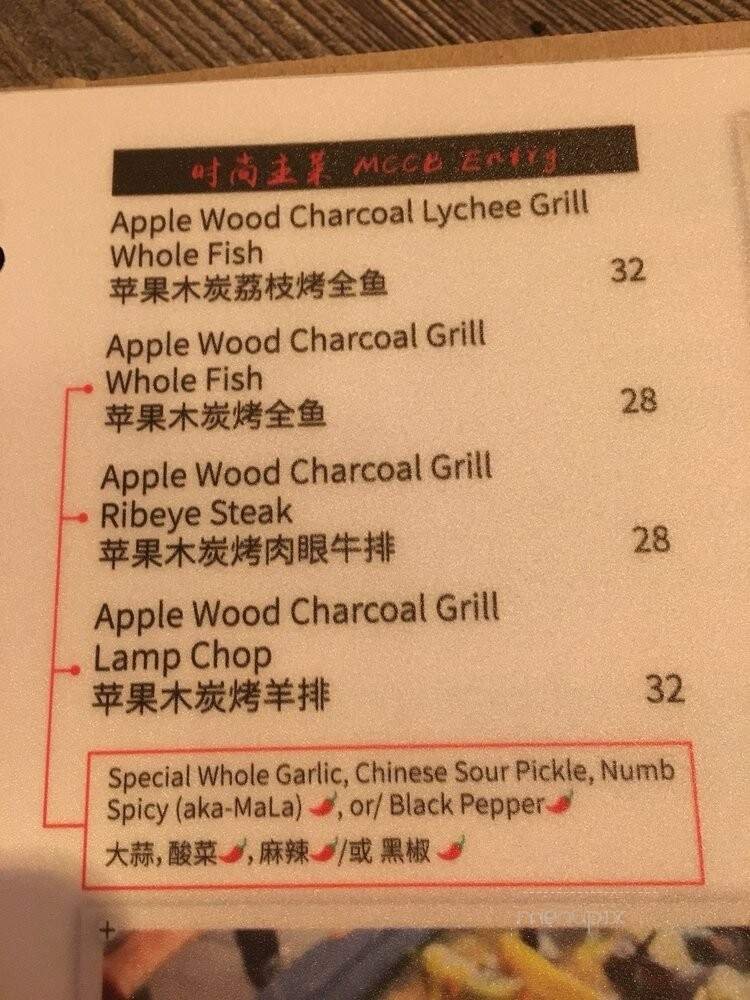 时尚主菜 MCCB Entry
Apple Wood Charcoal Lychee Grill
Whole Fish
苹果木炭荔枝烤全鱼 32
Apple Wood Charcoal Grill
Whole Fish
苹果木炭烤全鱼 28
Apple Wood Charcoal Grill
Ribeye Steak
苹果木炭烤肉眼牛排 28
Apple Wood Charcoal Grill
Lamp Chop
苹果木炭烤羊排 32
Special Whole Garlic, Chinese Sour Pickle, Numb
Spicy (aka-MaLa) 🌶, or/ Black Pepper🌶
大蒜, 酸菜🌶, 麻辣🌶/或 黑椒 🌶
menupix
+